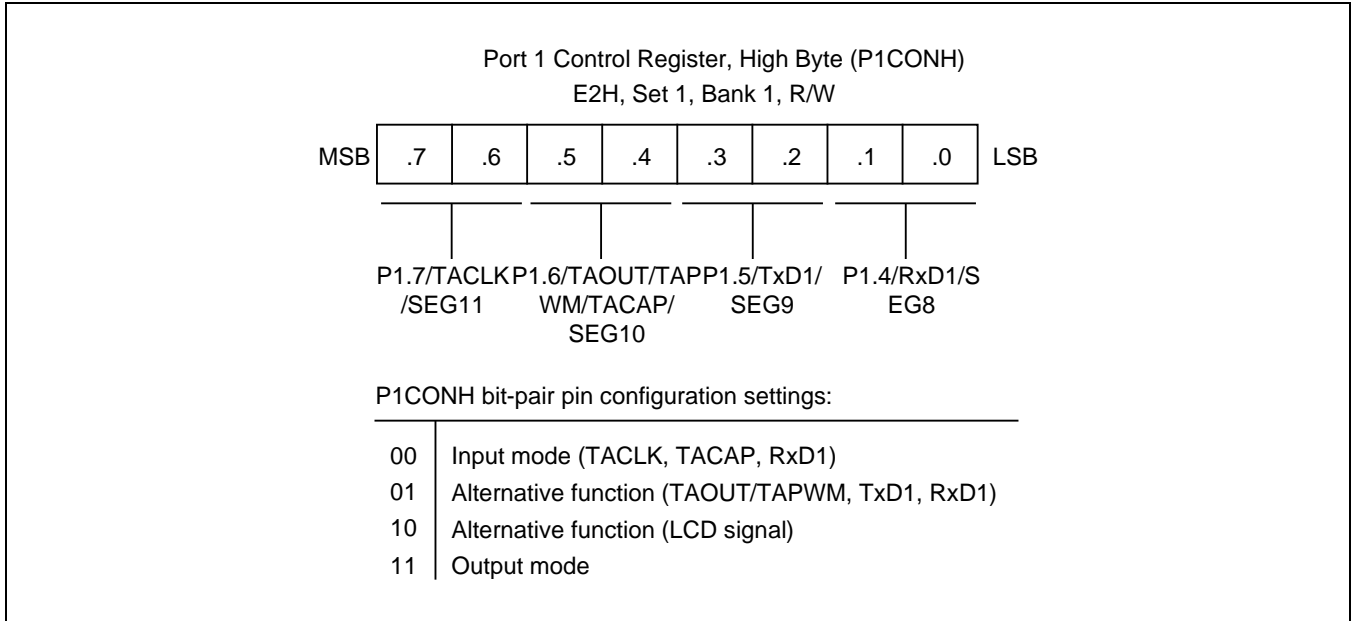 Port 1 Control Register, High Byte (P1CONH)
E2H, Set 1, Bank 1, R/W
MSB .7 .6 .5 .4 .3 .2 .1 .0 LSB
P1.7/TACLK P1.6/TAOUT/TAP P1.5/TxD1/ P1.4/RxD1/S
/SEG11 WM/TACAP/ SEG9 EG8
SEG10
P1CONH bit-pair pin configuration settings:
00 Input mode (TACLK, TACAP, RxD1)
01 Alternative function (TAOUT/TAPWM, TxD1, RxD1)
10 Alternative function (LCD signal)
11 Output mode